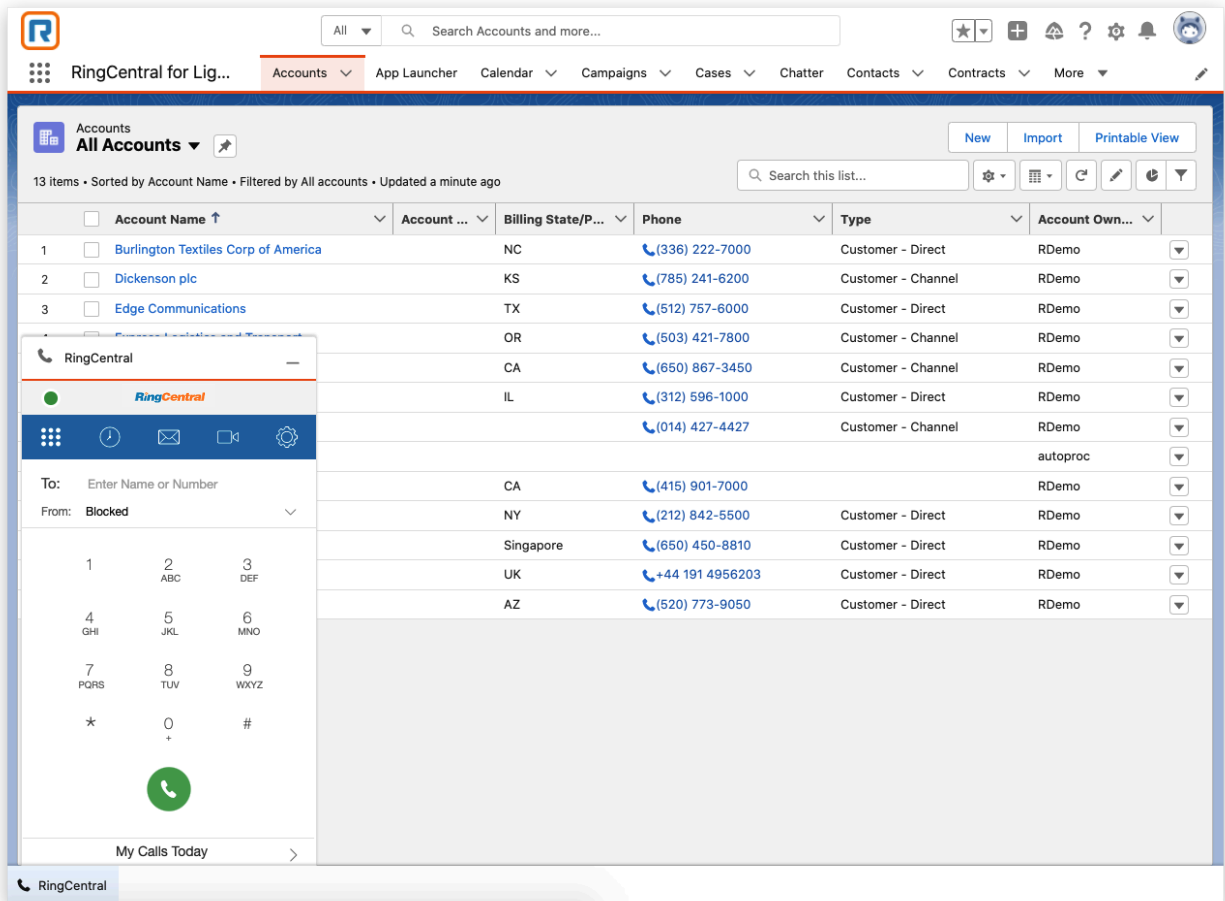 All Search Accounts and more...
RingCentral for Lig... Accounts App Launcher Calendar Campaigns Cases Chatter Contacts Contracts More
Accounts
All Accounts
New Import Printable View
13 items • Sorted by Account Name • Filtered by All accounts • Updated a minute ago
Search this list...
Account Name Account ... Billing State/P... Phone Type Account Own...
1 Burlington Textiles Corp of America NC (336) 222-7000 Customer - Direct RDemo
2 Dickenson plc KS (785) 241-6200 Customer - Channel RDemo
3 Edge Communications TX (512) 757-6000 Customer - Direct RDemo
OR (503) 421-7800 Customer - Channel RDemo
CA (650) 867-3450 Customer - Channel RDemo
IL (312) 596-1000 Customer - Direct RDemo
(014) 427-4427 Customer - Channel RDemo
autoproc
CA (415) 901-7000 RDemo
NY (212) 842-5500 Customer - Direct RDemo
Singapore (650) 450-8810 Customer - Direct RDemo
UK +44 191 4956203 Customer - Direct RDemo
AZ (520) 773-9050 Customer - Direct RDemo
RingCentral
RingCentral
To: Enter Name or Number
From: Blocked
1 2 3
ABC DEF
4 5 6
GHI JKL MNO
7 8 9
PQRS TUV WXYZ
* 0 #
+
My Calls Today
RingCentral